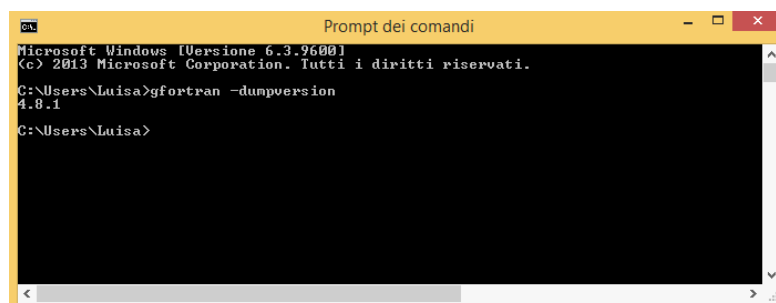 Prompt dei comandi
Microsoft Windows [Versione 6.3.9600]
(c) 2013 Microsoft Corporation. Tutti i diritti riservati.
C:\Users\Luisa>gfortran -dumpversion
4.8.1
C:\Users\Luisa>